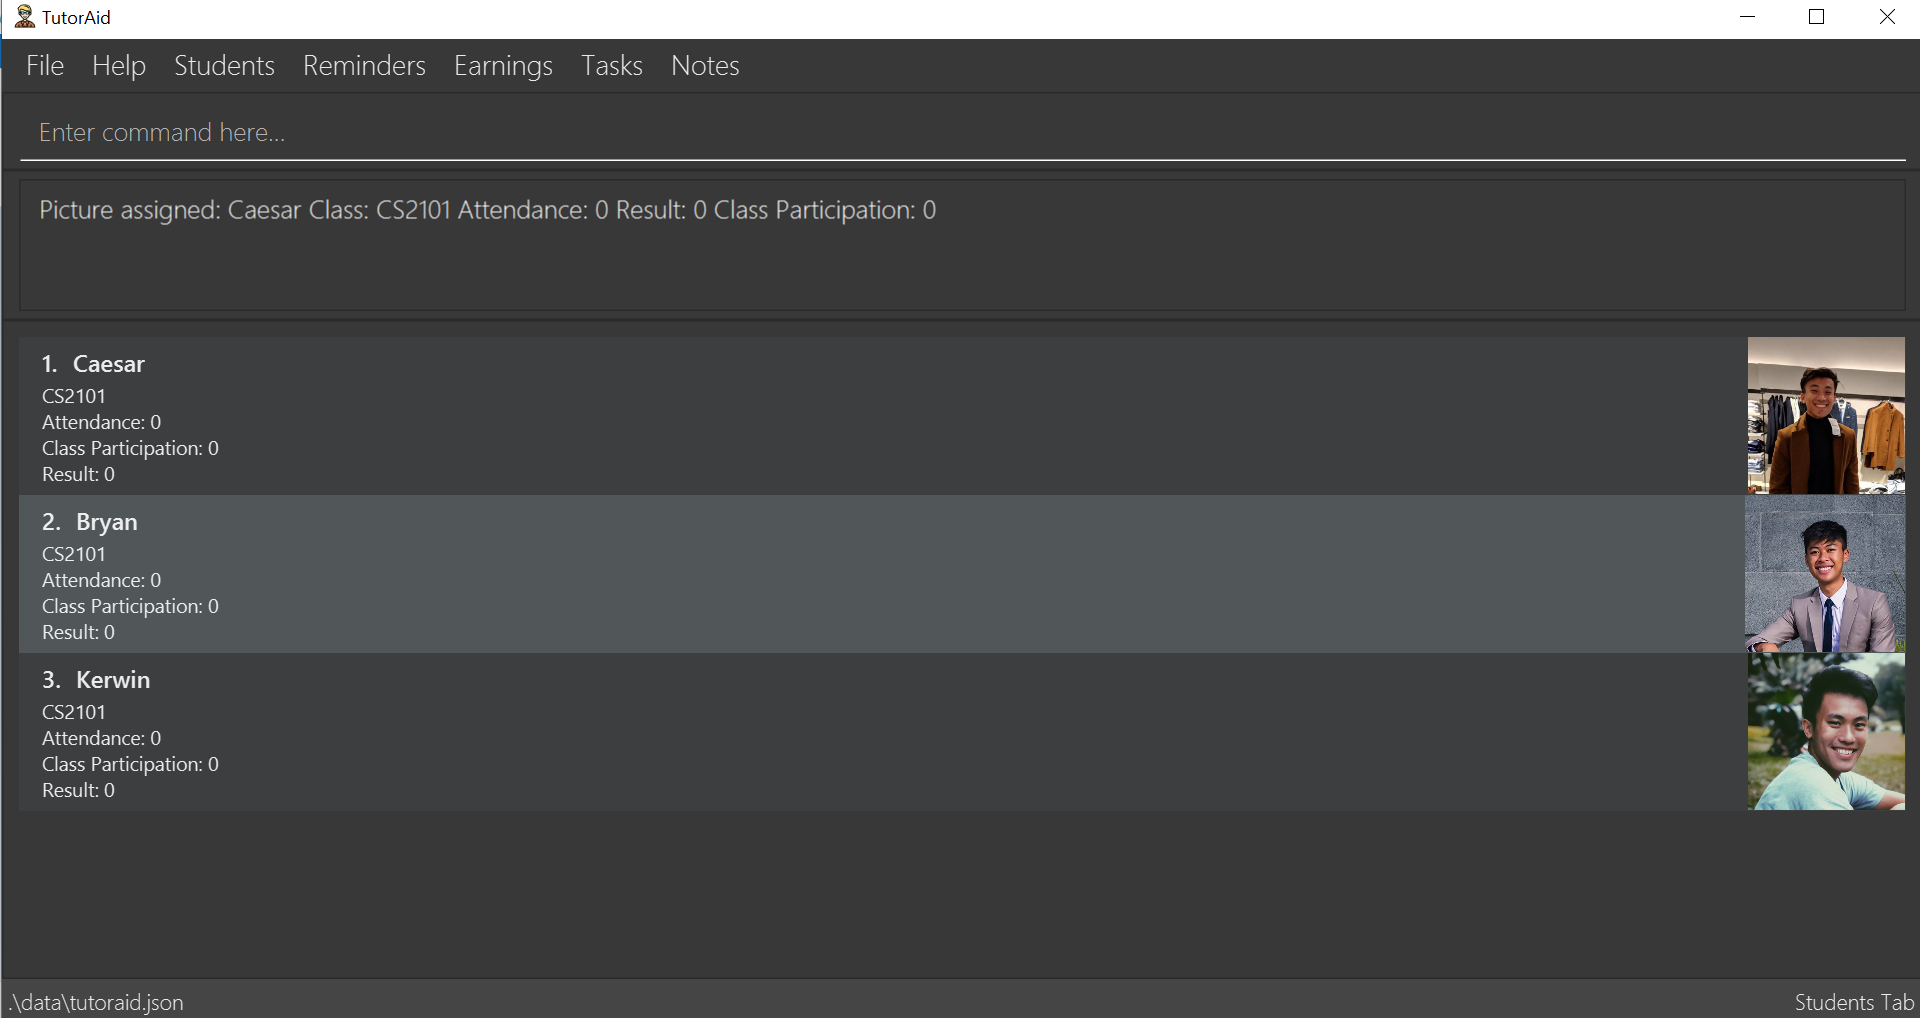 TutorAid
File Help Students Reminders Earnings Tasks Notes
Enter command here...
Picture assigned: Caesar Class: CS2101 Attendance: 0 Result: 0 Class Participation: 0
1. Caesar
CS2101
Attendance: 0
Class Participation: 0
Result: 0
2. Bryan
CS2101
Attendance: 0
Class Participation: 0
Result: 0
3. Kerwin
CS2101
Attendance: 0
Class Participation: 0
Result: 0
.\data\tutoraid.json
Students Tab